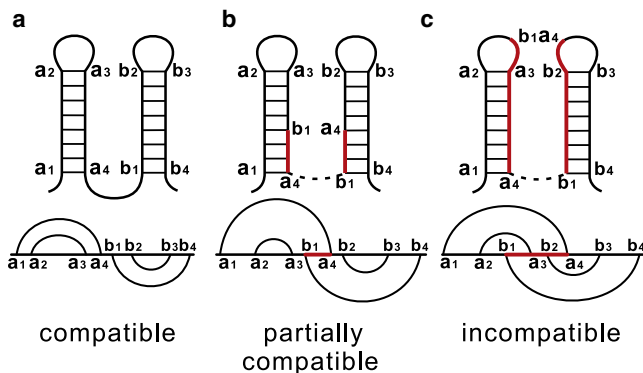 a b c
b₁ a₄
a₂ a₃ b₂ b₃ a₂ a₃ b₂ b₃ a₂ a₃ b₂ b₃
b₁ a₄
a₁ a₄ b₁ b₄ a₁ b₄ a₁ b₄
a₄ b₁ a₄ b₁
b₁ b₂ b₃ b₄ b₁ b₂ b₃ b₄ b₁ b₂ b₃ b₄
a₁ a₂ a₃ a₄ a₁ a₂ a₃ a₄ a₁ a₂ a₃ a₄
compatible partially incompatible
compatible